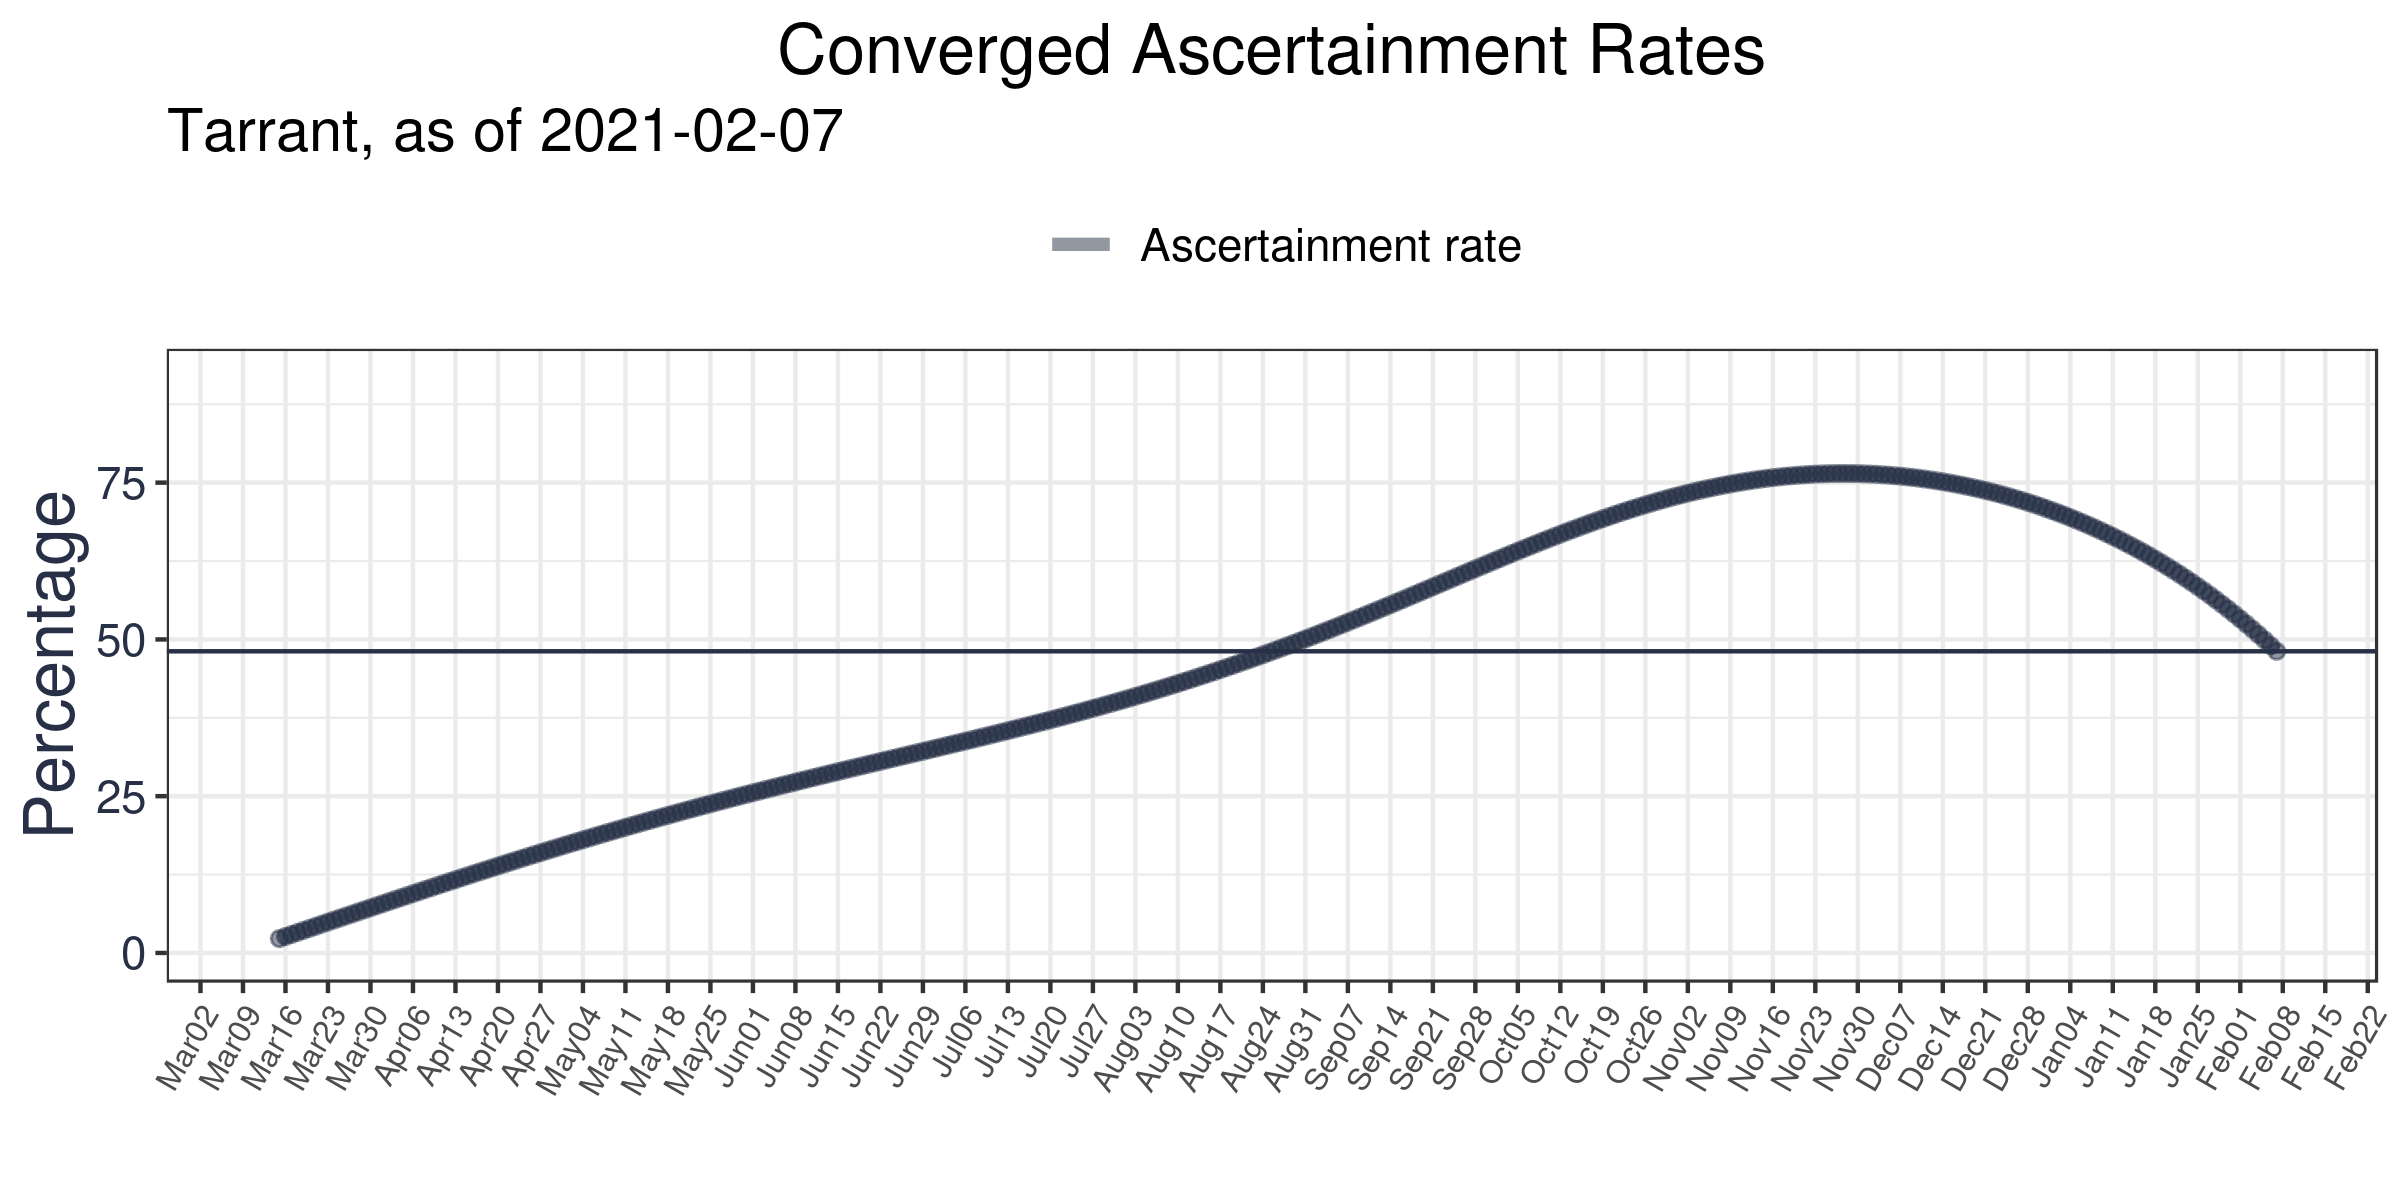 Converged Ascertainment Rates
Tarrant, as of 2021-02-07
Ascertainment rate
Percentage
75
50
25
0
Mar02 Mar09 Mar16 Mar23 Mar30 Apr06 Apr13 Apr20 Apr27 May04 May11 May18 May25 Jun01 Jun08 Jun15 Jun22 Jun29 Jul06 Jul13 Jul20 Jul27 Aug03 Aug10 Aug17 Aug24 Aug31 Sep07 Sep14 Sep21 Sep28 Oct05 Oct12 Oct19 Oct26 Nov02 Nov09 Nov16 Nov23 Nov30 Dec07 Dec14 Dec21 Dec28 Jan04 Jan11 Jan18 Jan25 Feb01 Feb08 Feb15 Feb22